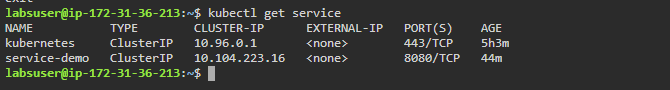 exit
labsuser@ip-172-31-36-213:~$ kubectl get service
NAME TYPE CLUSTER-IP EXTERNAL-IP PORT(S) AGE
kubernetes ClusterIP 10.96.0.1 <none> 443/TCP 5h3m
service-demo ClusterIP 10.104.223.16 <none> 8080/TCP 44m
labsuser@ip-172-31-36-213:~$